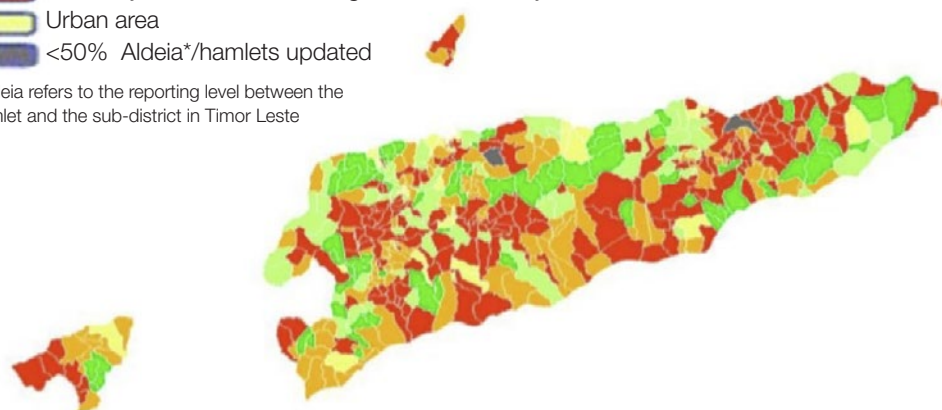 Urban area
<50% Aldeia*/hamlets updated
eia refers to the reporting level between the
let and the sub-district in Timor Leste